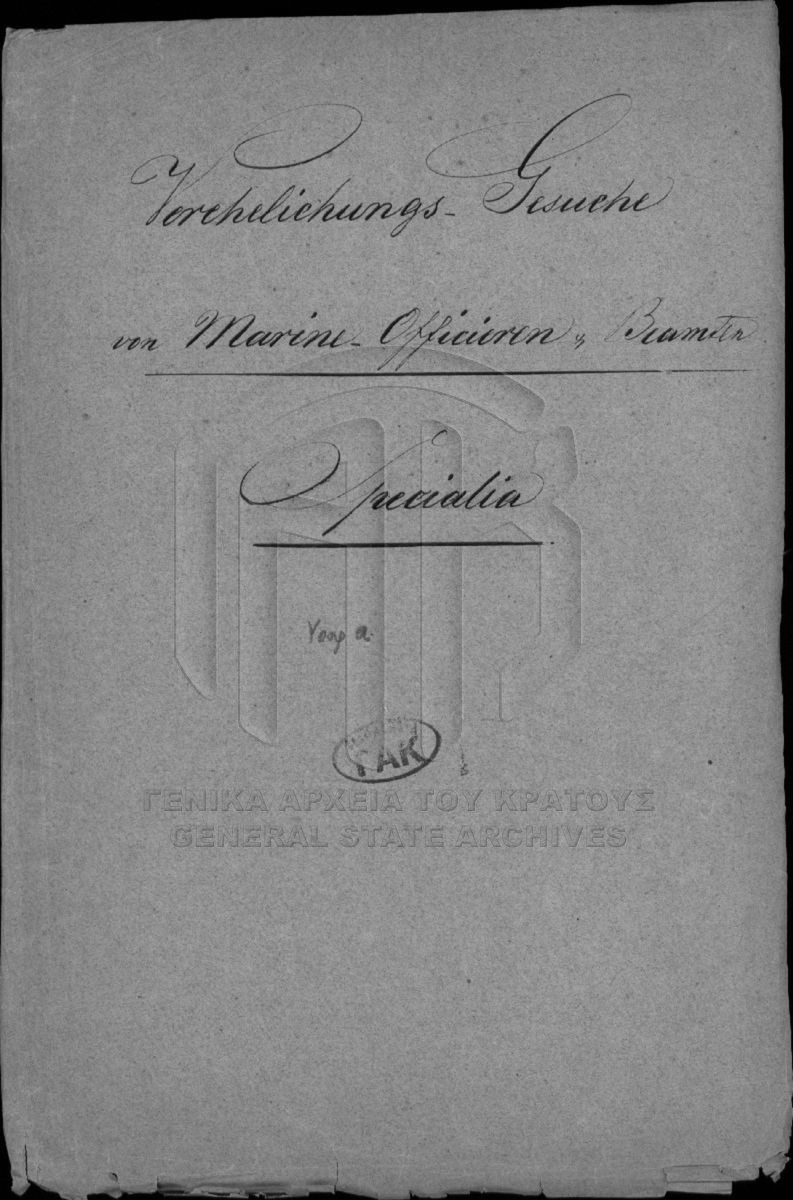 Verehelichungs-Gesuche
von Marine-Officieren & Beamten
Specialia
a
ΓΑΚ
ΓΕΝΙΚΑ ΑΡΧΕΙΑ ΤΟΥ ΚΡΑΤΟΥΣ
GENERAL STATE ARCHIVES